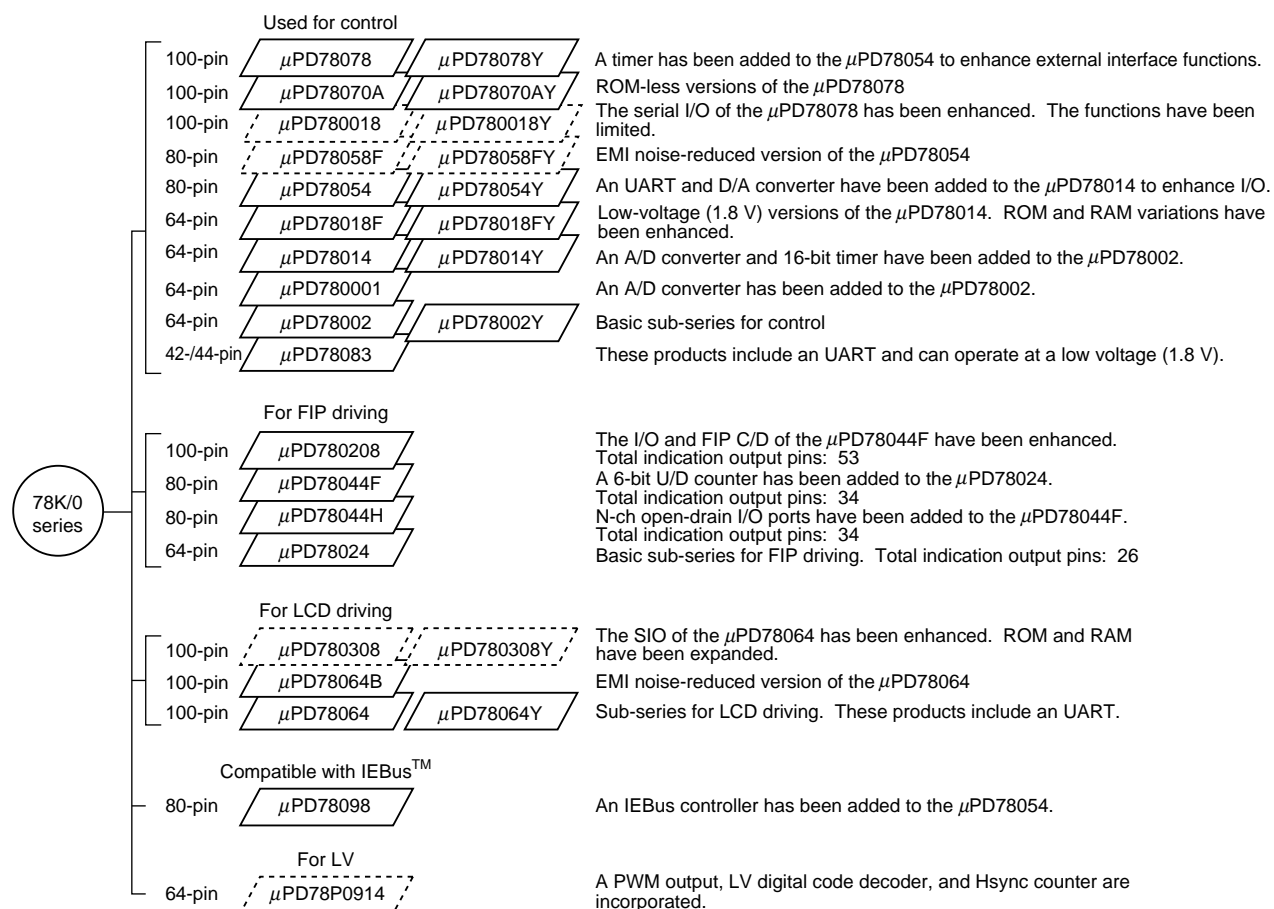 Used for control
100-pin μPD78078 μPD78078Y A timer has been added to the μPD78054 to enhance external interface functions.
100-pin μPD78070A μPD78070AY ROM-less versions of the μPD78078
100-pin μPD780018 μPD780018Y The serial I/O of the μPD78078 has been enhanced. The functions have been
limited.
80-pin μPD78058F μPD78058FY EMI noise-reduced version of the μPD78054
80-pin μPD78054 μPD78054Y An UART and D/A converter have been added to the μPD78014 to enhance I/O.
64-pin μPD78018F μPD78018FY Low-voltage (1.8 V) versions of the μPD78014. ROM and RAM variations have
been enhanced.
64-pin μPD78014 μPD78014Y An A/D converter and 16-bit timer have been added to the μPD78002.
64-pin μPD780001 An A/D converter has been added to the μPD78002.
64-pin μPD78002 μPD78002Y Basic sub-series for control
42-/44-pin μPD78083 These products include an UART and can operate at a low voltage (1.8 V).
For FIP driving
100-pin μPD780208 The I/O and FIP C/D of the μPD78044F have been enhanced.
Total indication output pins: 53
80-pin μPD78044F A 6-bit U/D counter has been added to the μPD78024.
Total indication output pins: 34
80-pin μPD78044H N-ch open-drain I/O ports have been added to the μPD78044F.
Total indication output pins: 34
64-pin μPD78024 Basic sub-series for FIP driving. Total indication output pins: 26
78K/0
series
For LCD driving
100-pin μPD780308 μPD780308Y The SIO of the μPD78064 has been enhanced. ROM and RAM
have been expanded.
100-pin μPD78064B EMI noise-reduced version of the μPD78064
100-pin μPD78064 μPD78064Y Sub-series for LCD driving. These products include an UART.
Compatible with IEBus™
80-pin μPD78098 An IEBus controller has been added to the μPD78054.
For LV
64-pin μPD78P0914 A PWM output, LV digital code decoder, and Hsync counter are
incorporated.